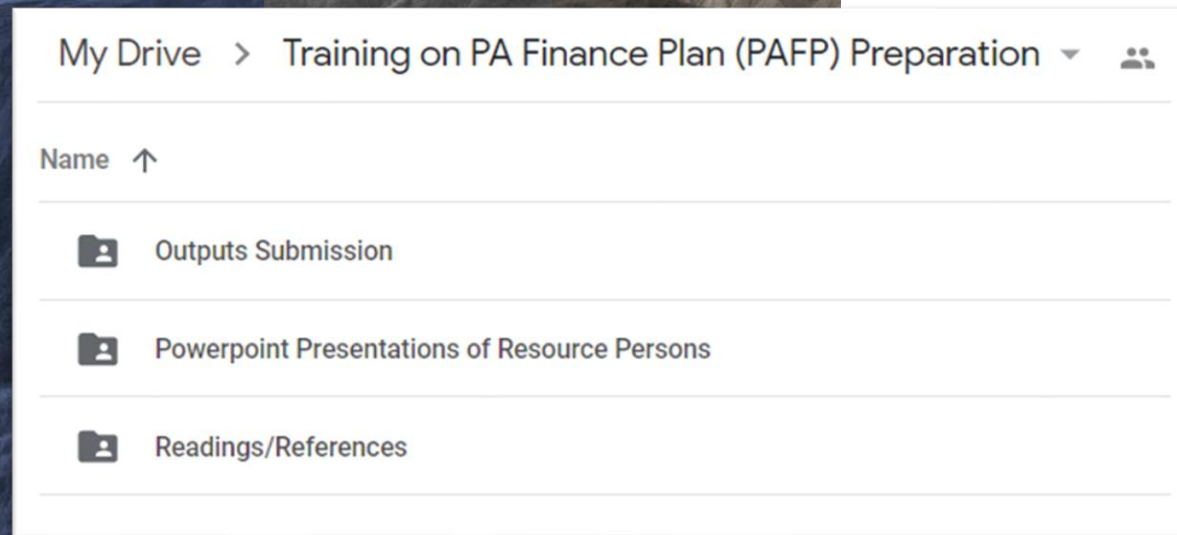 My Drive > Training on PA Finance Plan (PAFP) Preparation
Name ↑
Outputs Submission
Powerpoint Presentations of Resource Persons
Readings/References